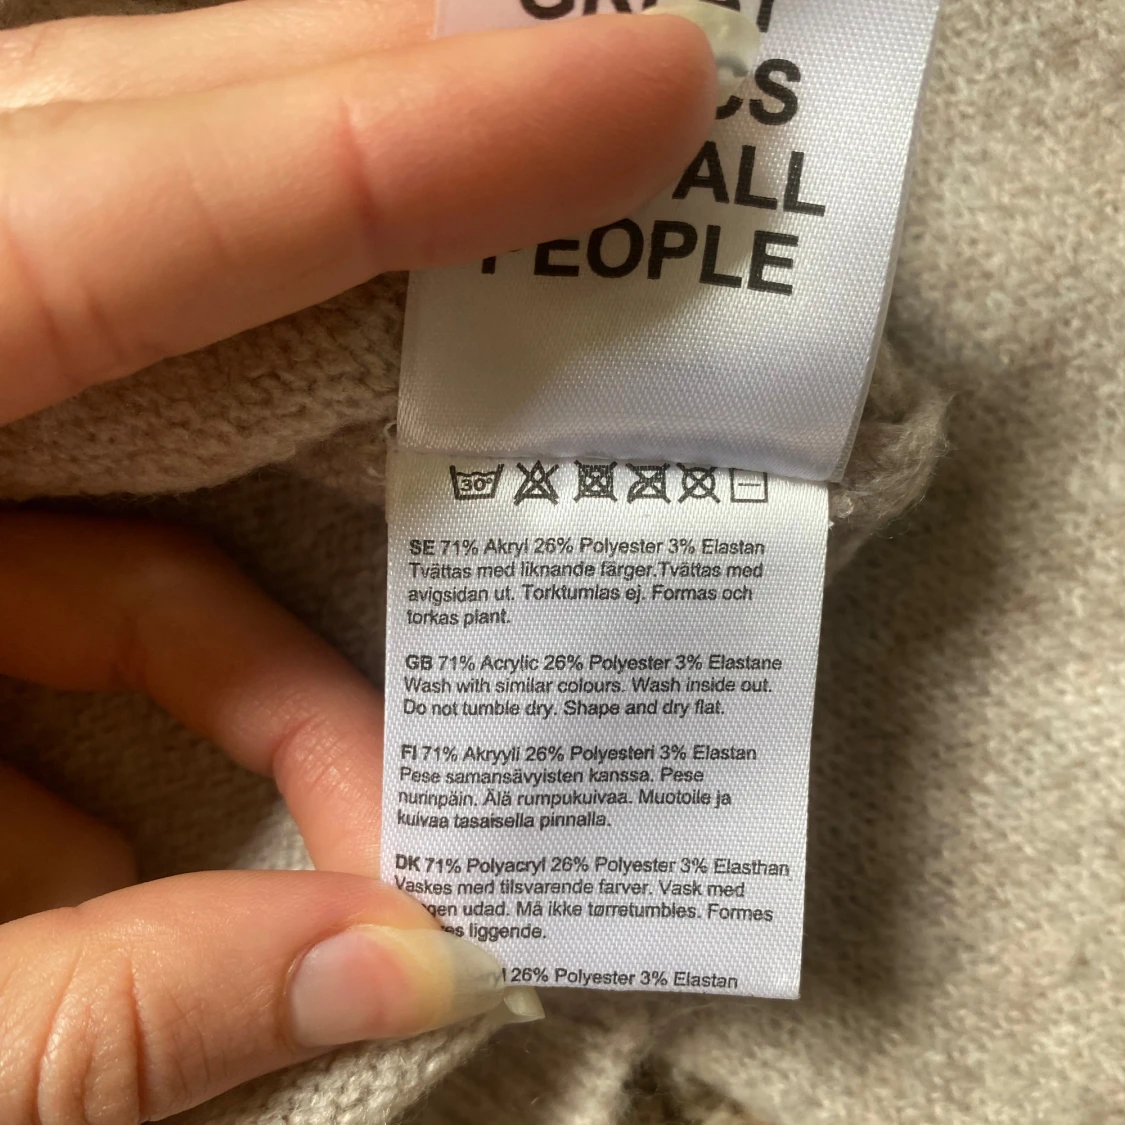 ALL
PEOPLE
30°
SE 71% Akryl 26% Polyester 3% Elastan
Tvättas med liknande färger.Tvättas med
avigsidan ut. Torktumlas ej. Formas och
torkas plant.
GB 71% Acrylic 26% Polyester 3% Elastane
Wash with similar colours. Wash inside out.
Do not tumble dry. Shape and dry flat.
FI 71% Akryyli 26% Polyesteri 3% Elastan
Pese samansävyisten kanssa. Pese
nurinpäin. Älä rumpukuivaa. Muotoile ja
kuivaa tasaisella pinnalla.
DK 71% Polyacryl 26% Polyester 3% Elasthan
Vaskes med tilsvarende farver. Vask med
udad. Må ikke tørretumbles. Formes
liggende.
26% Polyester 3% Elastan